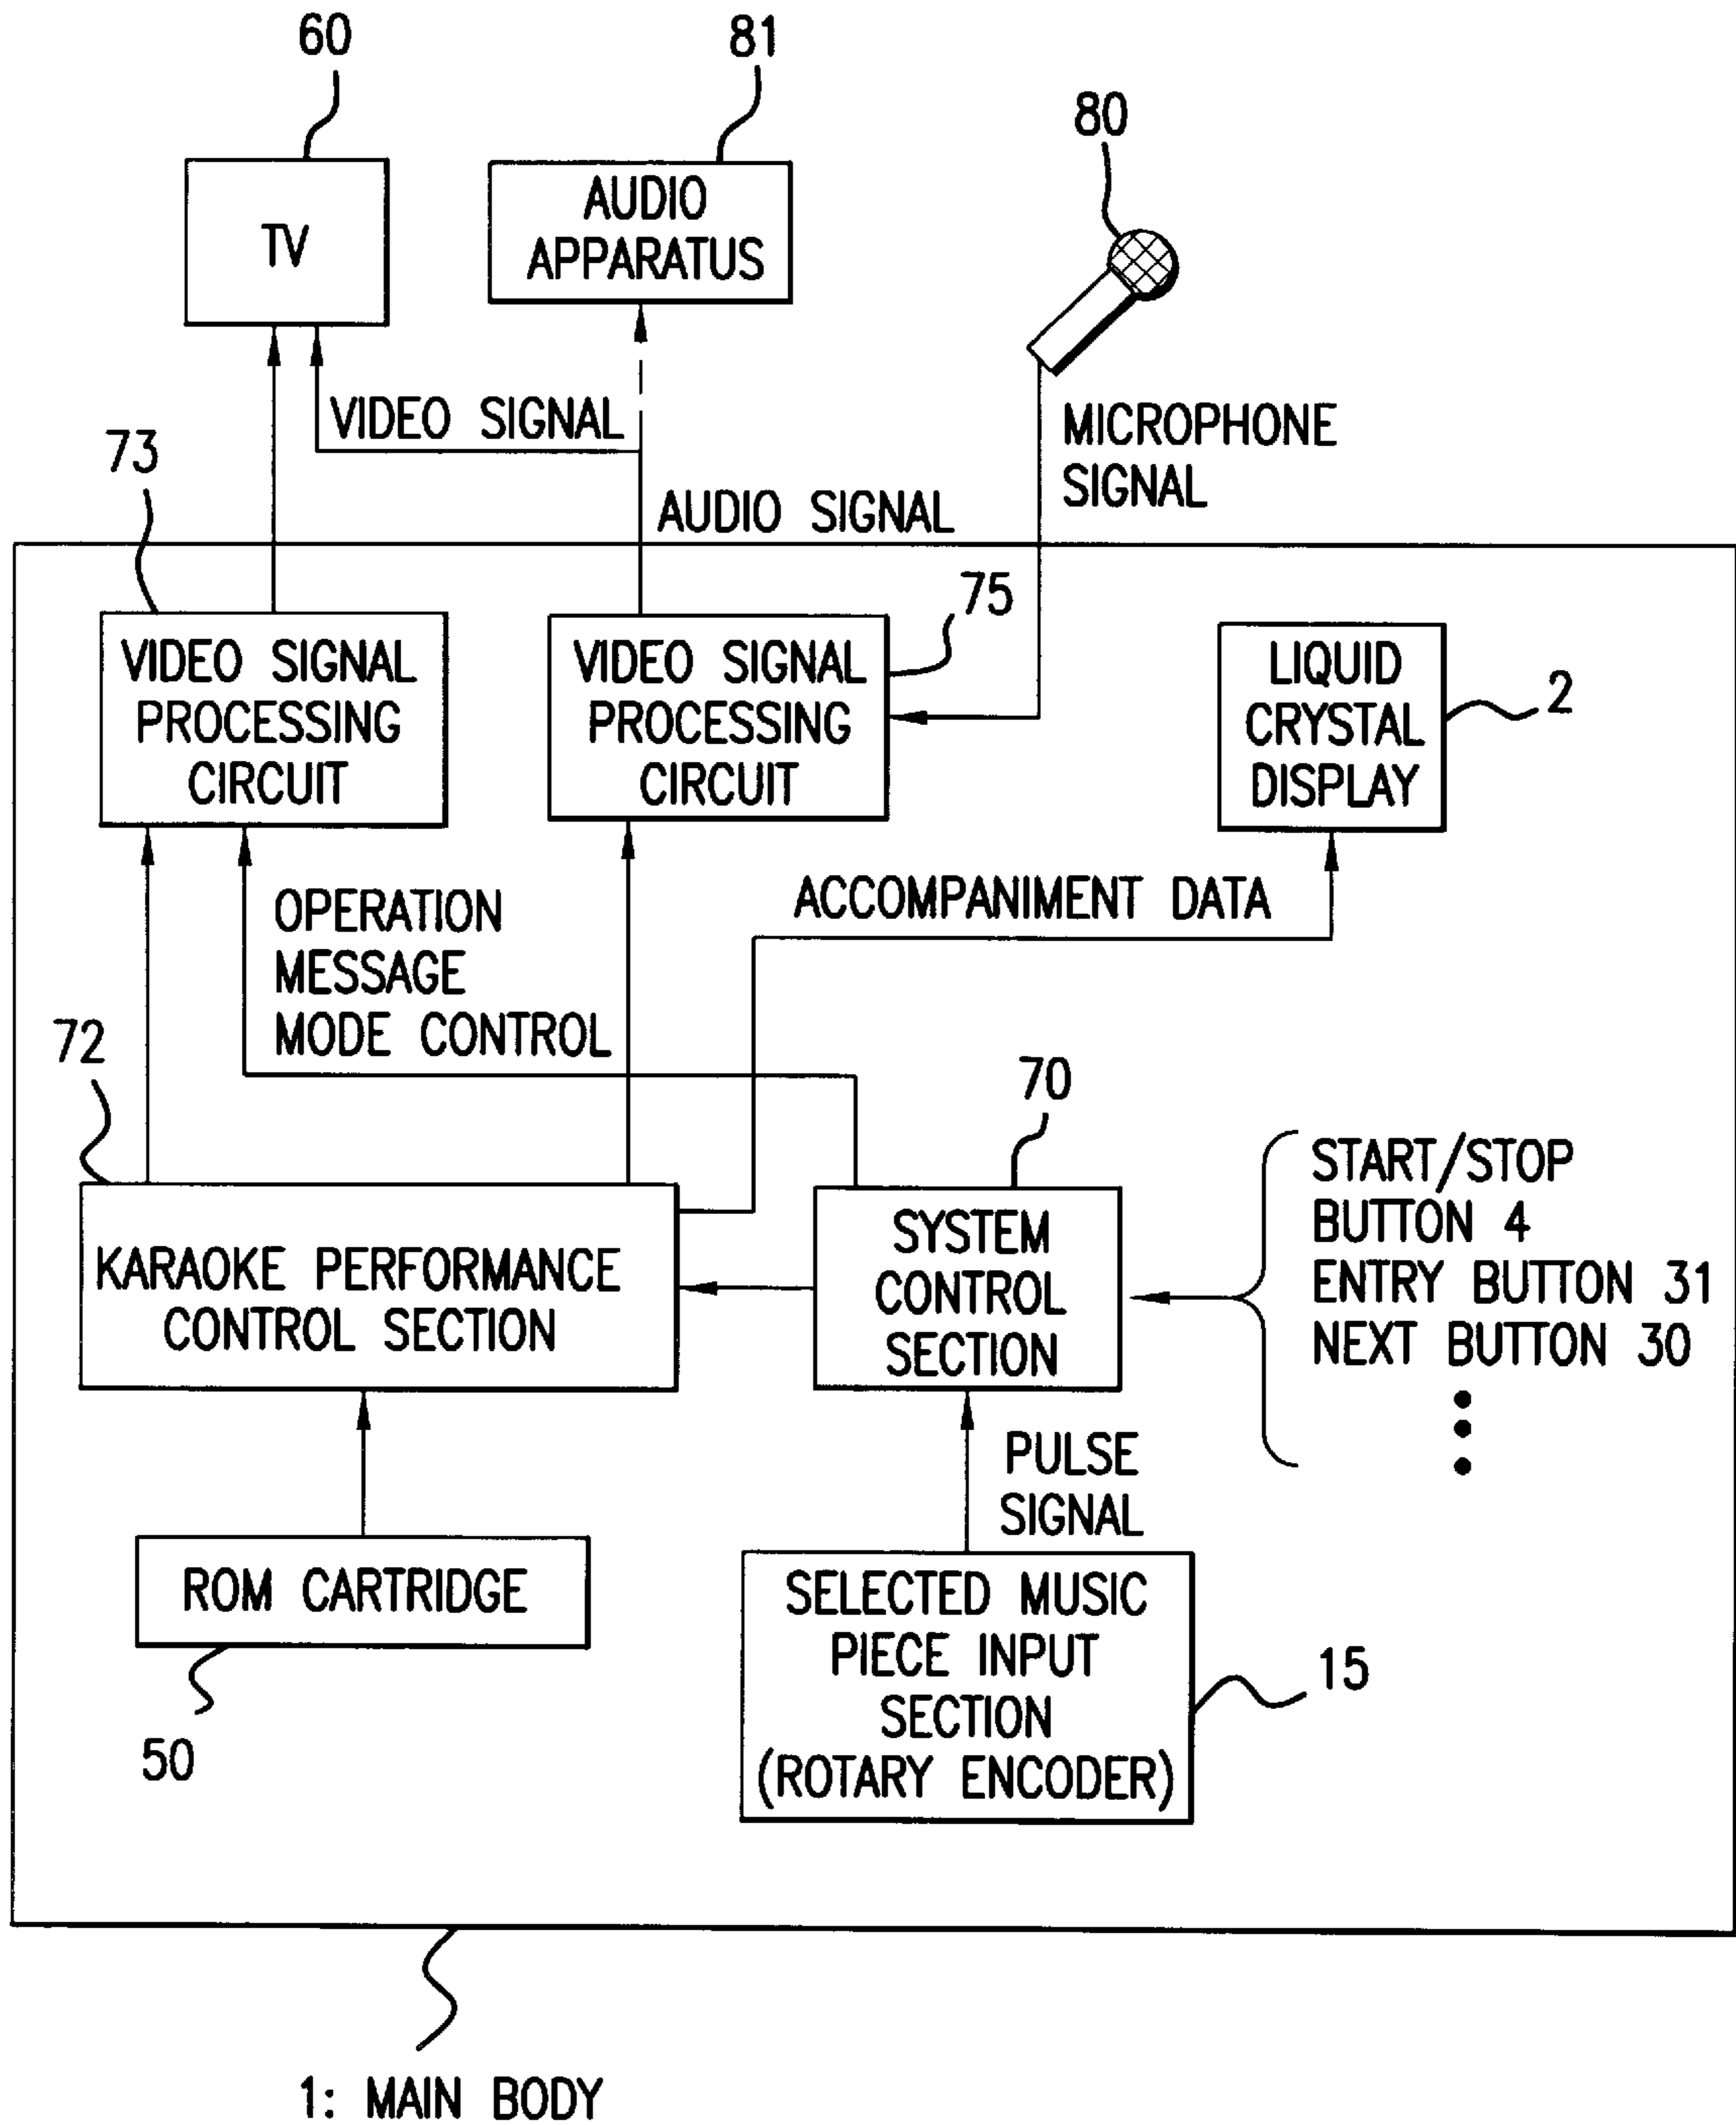 60
81
80
TV
AUDIO
APPARATUS
VIDEO SIGNAL
MICROPHONE
SIGNAL
73
AUDIO SIGNAL
75
VIDEO SIGNAL
PROCESSING
CIRCUIT
VIDEO SIGNAL
PROCESSING
CIRCUIT
LIQUID
CRYSTAL
DISPLAY
2
OPERATION
MESSAGE
MODE CONTROL
ACCOMPANIMENT DATA
72
70
KARAOKE PERFORMANCE
CONTROL SECTION
SYSTEM
CONTROL
SECTION
START/STOP
BUTTON 4
ENTRY BUTTON 31
NEXT BUTTON 30
PULSE
SIGNAL
ROM CARTRIDGE
50
SELECTED MUSIC
PIECE INPUT
SECTION
(ROTARY ENCODER)
15
1: MAIN BODY